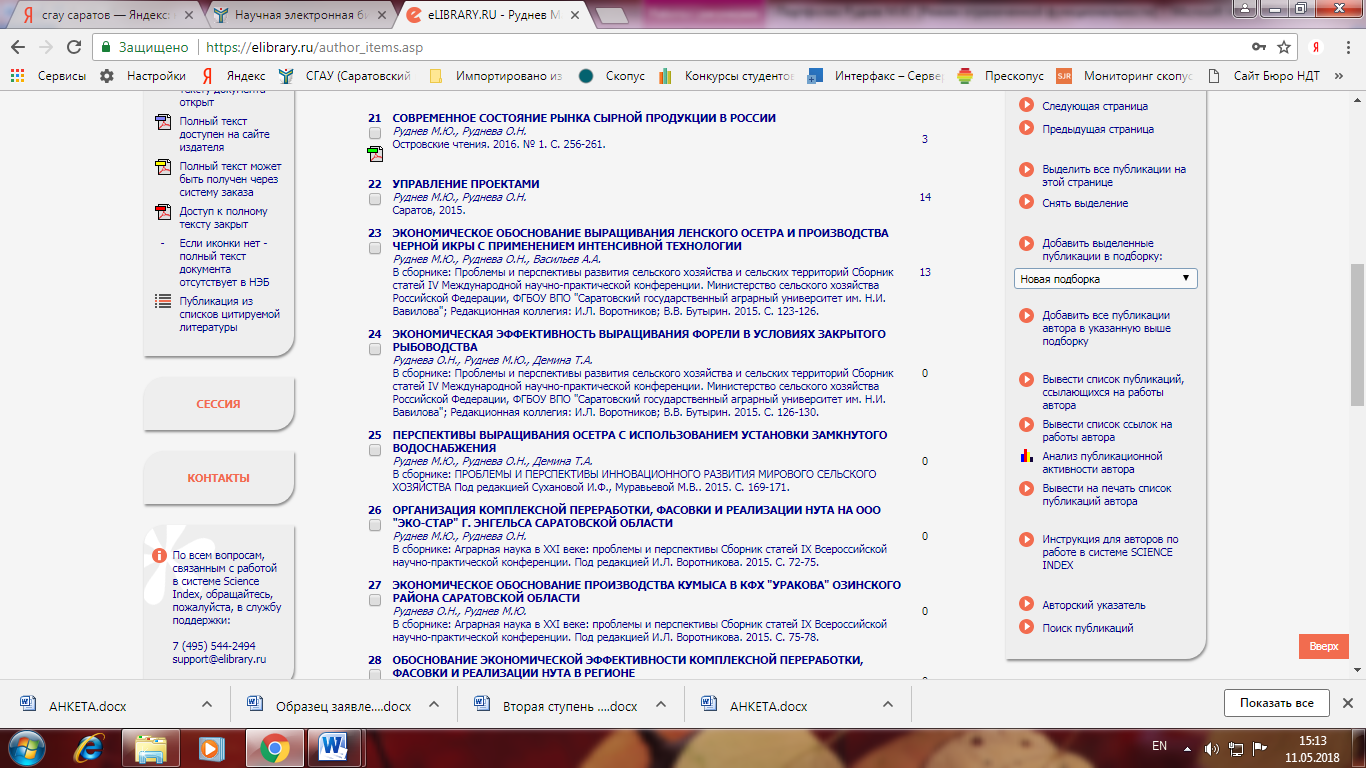 сгау саратов — Яндекс: н
Научная электронная би
eLIBRARY.RU - Руднев М
Защищено
https://elibrary.ru/author_items.asp
Сервисы
Настройки
Яндекс
СГАУ (Саратовский
Импортировано из
Скопус
Конкурсы студентов
Интерфакс – Серве
Прескопус
SJR
Мониторинг скопус
Сайт Бюро НДТ
»
тексту документа
открыт
Полный текст
доступен на сайте
издателя
Полный текст может
быть получен через
систему заказа
Доступ к полному
тексту закрыт
- Если иконки нет -
полный текст
документа
отсутствует в НЭБ
Публикация из
списков цитируемой
литературы
СЕССИЯ
КОНТАКТЫ
По всем вопросам,
связанным с работой
в системе Science
Index, обращайтесь,
пожалуйста, в службу
поддержки:
7 (495) 544-2494
support@elibrary.ru
21 СОВРЕМЕННОЕ СОСТОЯНИЕ РЫНКА СЫРНОЙ ПРОДУКЦИИ В РОССИИ
Руднев М.Ю., Руднева О.Н.
Островские чтения. 2016. № 1. С. 256-261.
3
22 УПРАВЛЕНИЕ ПРОЕКТАМИ
Руднев М.Ю., Руднева О.Н.
Саратов, 2015.
14
23 ЭКОНОМИЧЕСКОЕ ОБОСНОВАНИЕ ВЫРАЩИВАНИЯ ЛЕНСКОГО ОСЕТРА И ПРОИЗВОДСТВА
ЧЕРНОЙ ИКРЫ С ПРИМЕНЕНИЕМ ИНТЕНСИВНОЙ ТЕХНОЛОГИИ
Руднев М.Ю., Руднева О.Н., Васильев А.А.
В сборнике: Проблемы и перспективы развития сельского хозяйства и сельских территорий Сборник
статей IV Международной научно-практической конференции. Министерство сельского хозяйства
Российской Федерации, ФГБОУ ВПО "Саратовский государственный аграрный университет им. Н.И.
Вавилова"; Редакционная коллегия: И.Л. Воротников; В.В. Бутырин. 2015. С. 123-126.
13
24 ЭКОНОМИЧЕСКАЯ ЭФФЕКТИВНОСТЬ ВЫРАЩИВАНИЯ ФОРЕЛИ В УСЛОВИЯХ ЗАКРЫТОГО
РЫБОВОДСТВА
Руднева О.Н., Руднев М.Ю., Демина Т.А.
В сборнике: Проблемы и перспективы развития сельского хозяйства и сельских территорий Сборник
статей IV Международной научно-практической конференции. Министерство сельского хозяйства
Российской Федерации, ФГБОУ ВПО "Саратовский государственный аграрный университет им. Н.И.
Вавилова"; Редакционная коллегия: И.Л. Воротников; В.В. Бутырин. 2015. С. 126-130.
0
25 ПЕРСПЕКТИВЫ ВЫРАЩИВАНИЯ ОСЕТРА С ИСПОЛЬЗОВАНИЕМ УСТАНОВКИ ЗАМКНУТОГО
ВОДОСНАБЖЕНИЯ
Руднев М.Ю., Руднева О.Н., Демина Т.А.
В сборнике: ПРОБЛЕМЫ И ПЕРСПЕКТИВЫ ИННОВАЦИОННОГО РАЗВИТИЯ МИРОВОГО СЕЛЬСКОГО
ХОЗЯЙСТВА Под редакцией Сухановой И.Ф., Муравьевой М.В.. 2015. С. 169-171.
0
26 ОРГАНИЗАЦИЯ КОМПЛЕКСНОЙ ПЕРЕРАБОТКИ, ФАСОВКИ И РЕАЛИЗАЦИИ НУТА НА ООО
"ЭКО-СТАР" Г. ЭНГЕЛЬСА САРАТОВСКОЙ ОБЛАСТИ
Руднев М.Ю., Руднева О.Н.
В сборнике: Аграрная наука в XXI веке: проблемы и перспективы Сборник статей IX Всероссийской
научно-практической конференции. Под редакцией И.Л. Воротникова. 2015. С. 72-75.
0
27 ЭКОНОМИЧЕСКОЕ ОБОСНОВАНИЕ ПРОИЗВОДСТВА КУМЫСА В КФХ "УРАКОВА" ОЗИНСКОГО
РАЙОНА САРАТОВСКОЙ ОБЛАСТИ
Руднева О.Н., Руднев М.Ю.
В сборнике: Аграрная наука в XXI веке: проблемы и перспективы Сборник статей IX Всероссийской
научно-практической конференции. Под редакцией И.Л. Воротникова. 2015. С. 75-78.
0
28 ОБОСНОВАНИЕ ЭКОНОМИЧЕСКОЙ ЭФФЕКТИВНОСТИ КОМПЛЕКСНОЙ ПЕРЕРАБОТКИ,
ФАСОВКИ И РЕАЛИЗАЦИИ НУТА В РЕГИОНЕ
Следующая страница
Предыдущая страница
Выделить все публикации на
этой странице
Снять выделение
Добавить выделенные
публикации в подборку:
Новая подборка
Добавить все публикации
автора в указанную выше
подборку
Вывести список публикаций,
ссылающихся на работы
автора
Вывести список ссылок на
работы автора
Анализ публикационной
активности автора
Вывести на печать список
публикаций автора
Инструкция для авторов по
работе в системе SCIENCE
INDEX
Авторский указатель
Поиск публикаций
Вверх
АНКЕТА.docx
Образец заявле....docx
Вторая ступень ....docx
АНКЕТА.docx
Показать все
EN
15:13
11.05.2018